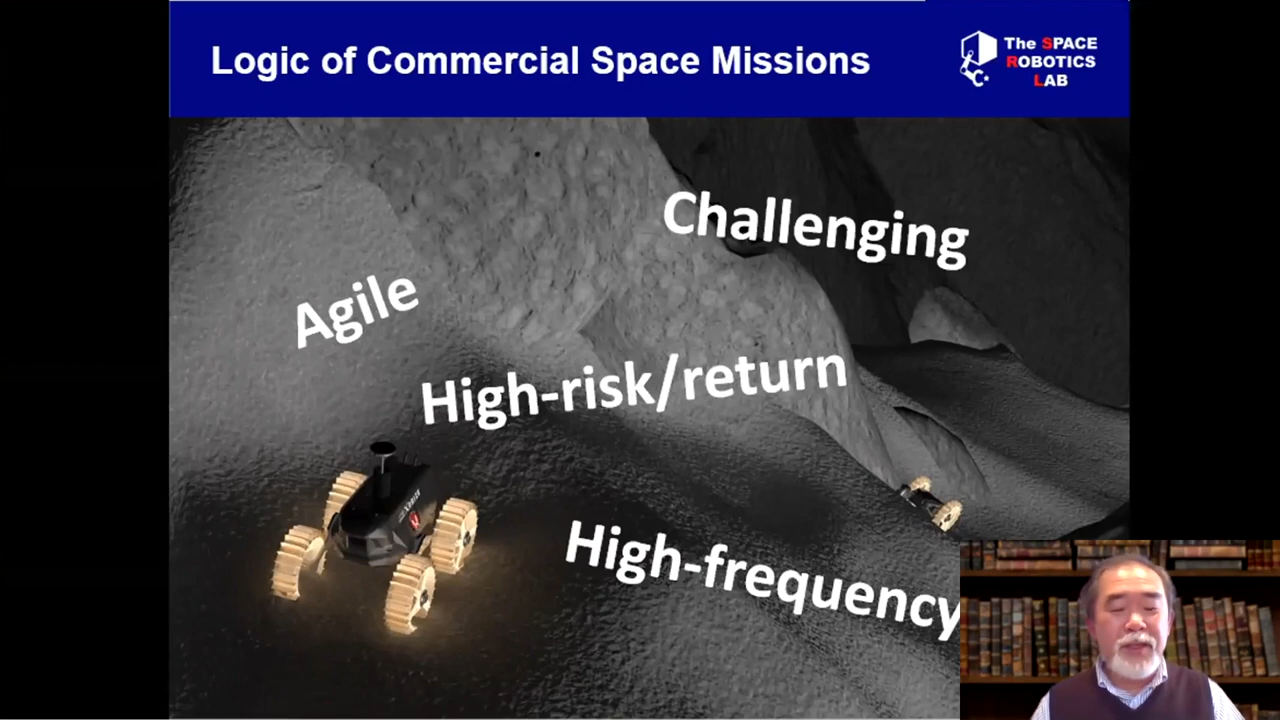 Logic of Commercial Space Missions
The SPACE
ROBOTICS
LAB
Challenging
Agile
High-risk/return
High-frequency